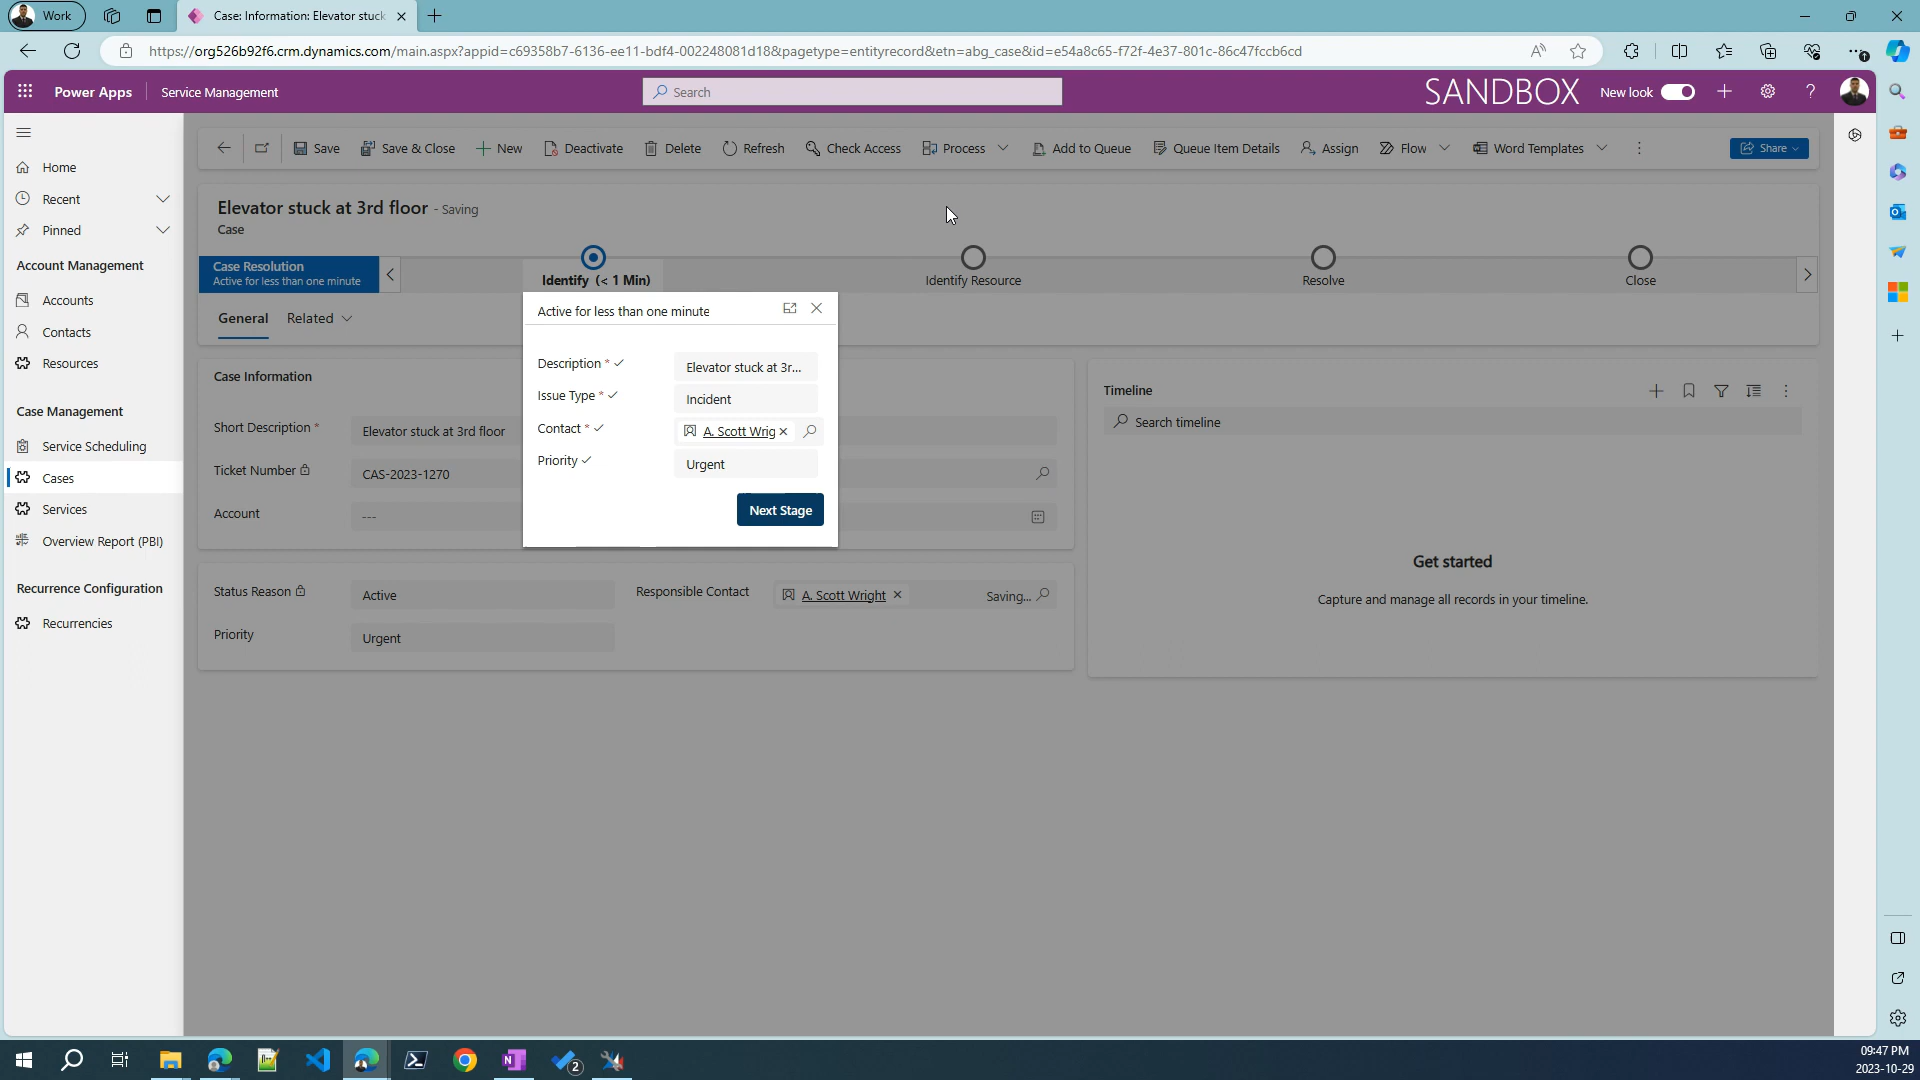 Work
Case: Information: Elevator stuck
https://org526b92f6.crm.dynamics.com/main.aspx?appid=c69358b7-6136-ee11-bdf4-002248081d18&pagetype=entityrecord&etn=abg_case&id=e54a8c65-f72f-4e37-801c-86c47fccb6cd
Power Apps
Service Management
Search
SANDBOX
New look
Save
Save & Close
New
Deactivate
Delete
Refresh
Check Access
Process
Add to Queue
Queue Item Details
Assign
Flow
Word Templates
Share
Home
Recent
Pinned
Account Management
Accounts
Contacts
Resources
Case Management
Service Scheduling
Cases
Services
Overview Report (PBI)
Recurrence Configuration
Recurrencies
Elevator stuck at 3rd floor - Saving
Case
Case Resolution
Active for less than one minute
Identify (< 1 Min)
Identify Resource
Resolve
Close
General
Related
Active for less than one minute
Description *
Elevator stuck at 3r...
Issue Type *
Incident
Contact *
A. Scott Wrig
Priority
Urgent
Next Stage
Case Information
Short Description *
Elevator stuck at 3rd floor
Ticket Number
CAS-2023-1270
Account
---
Status Reason
Active
Priority
Urgent
Responsible Contact
A. Scott Wright
Saving...
Timeline
Search timeline
Get started
Capture and manage all records in your timeline.
2
09:47 PM
2023-10-29